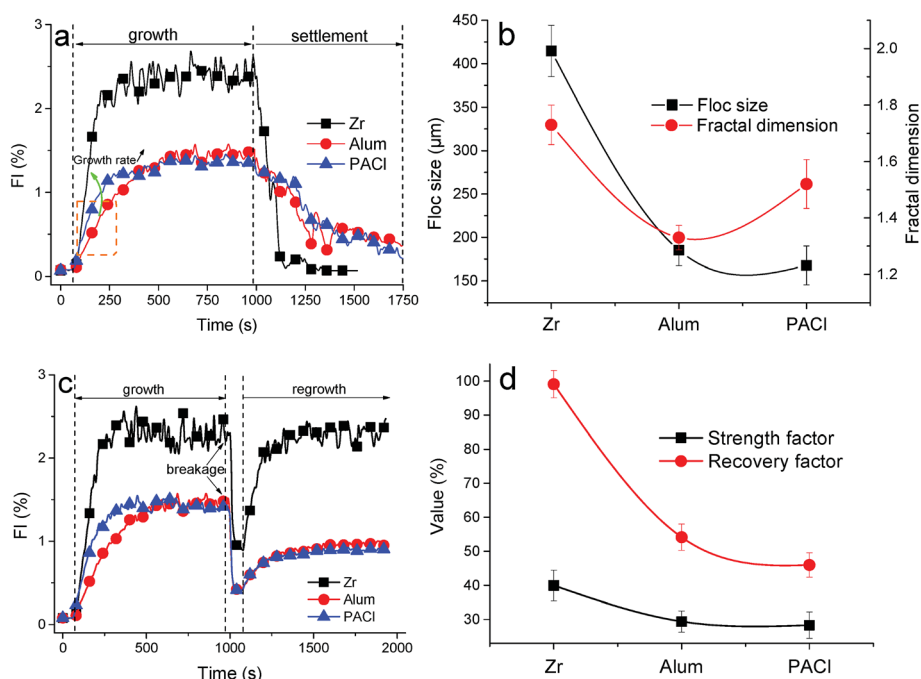 a
growth
settlement
FI (%)
3
2
1
0
Growth rate
Zr
Alum
PACl
0
250
500
750
1000
1250
1500
1750
Time (s)
b
Floc size (µm)
450
400
350
300
250
200
150
Floc size
Fractal dimension
2.0
1.8
1.6
1.4
1.2
Fractal dimension
Zr
Alum
PACl
c
growth
regrowth
breakage
FI (%)
3
2
1
0
Zr
Alum
PACl
0
500
1000
1500
2000
Time (s)
d
Value (%)
100
90
80
70
60
50
40
30
Strength factor
Recovery factor
Zr
Alum
PACl